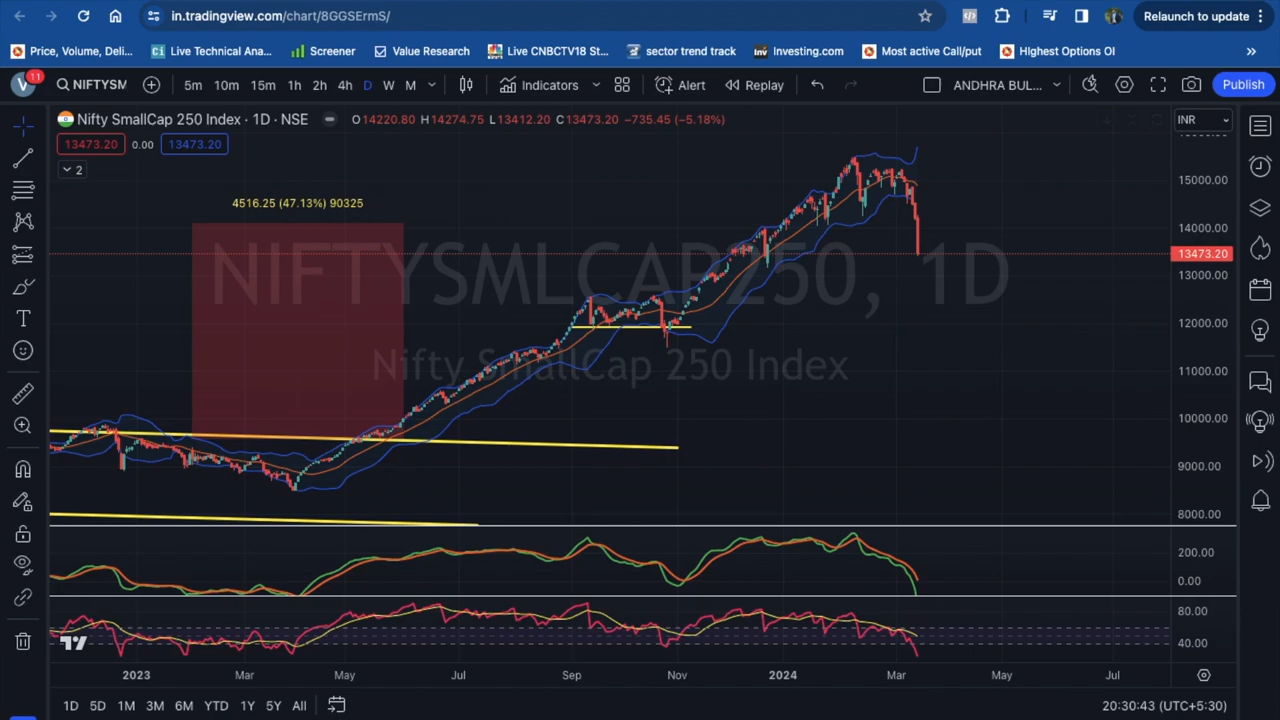 in.tradingview.com/chart/8GGSErmS/
Relaunch to update
Price, Volume, Deli...
Live Technical Ana...
Screener
Value Research
Live CNBCTV18 St...
sector trend track
Investing.com
Most active Call/put
HIghest Options OI
V 11
NIFTYSM
5m 10m 15m 1h 2h 4h D W M
Indicators
Alert
Replay
ANDHRA BUL...
Publish
Nifty SmallCap 250 Index · 1D · NSE
O14220.80 H14274.75 L13412.20 C13473.20 −735.45 (−5.18%)
INR
13473.20 0.00 13473.20
2
4516.25 (47.13%) 90325
NIFTYSMLCAP250, 1D
Nifty SmallCap 250 Index
15000.00
14000.00
13473.20
13000.00
12000.00
11000.00
10000.00
9000.00
8000.00
200.00
0.00
80.00
40.00
2023 Mar May Jul Sep Nov 2024 Mar May Jul
1D 5D 1M 3M 6M YTD 1Y 5Y All
20:30:43 (UTC+5:30)